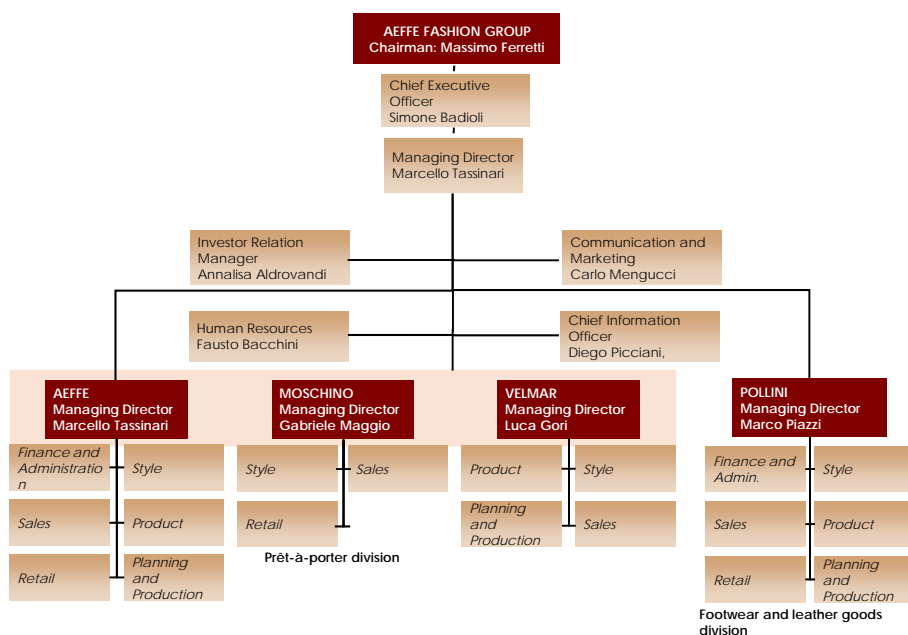 AEFFE FASHION GROUP
Chairman: Massimo Ferretti
Chief Executive
Officer
Simone Badioli
Managing Director
Marcello Tassinari
Investor Relation
Manager
Annalisa Aldrovandi
Communication and
Marketing
Carlo Mengucci
Human Resources
Fausto Bacchini
Chief Information
Officer
Diego Picciani,
AEFFE
Managing Director
Marcello Tassinari
MOSCHINO
Managing Director
Gabriele Maggio
VELMAR
Managing Director
Luca Gori
POLLINI
Managing Director
Marco Piazzi
Finance and
Administratio
n
Style
Sales
Product
Retail
Planning
and
Production
Style
Sales
Retail
Prêt-à-porter division
Product
Style
Planning
and
Production
Sales
Finance and
Admin.
Style
Sales
Product
Retail
Planning
and
Production
Footwear and leather goods
division